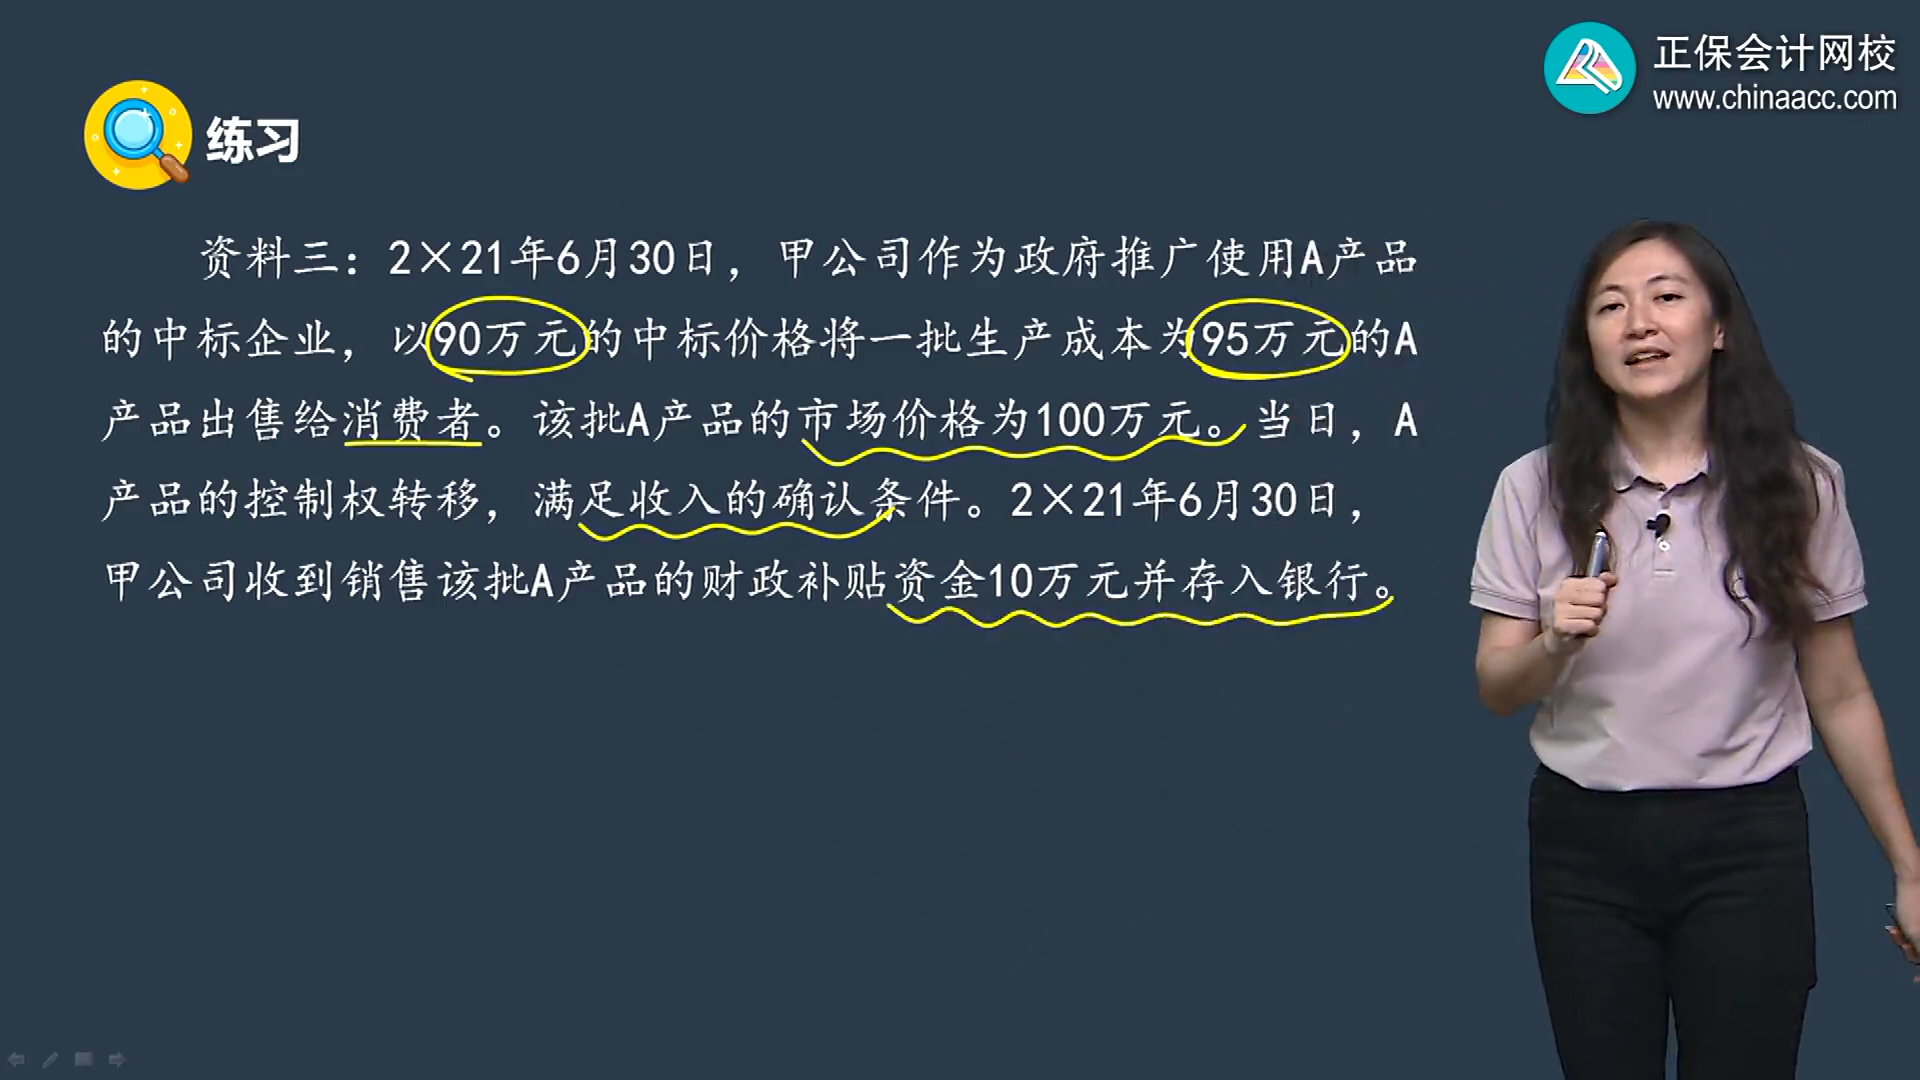 正保会计网校
www.chinaacc.com
练习
资料三：2×21年6月30日，甲公司作为政府推广使用A产品
的中标企业，以90万元的中标价格将一批生产成本为95万元的A
产品出售给消费者。该批A产品的市场价格为100万元。当日，A
产品的控制权转移，满足收入的确认条件。2×21年6月30日，
甲公司收到销售该批A产品的财政补贴资金10万元并存入银行。